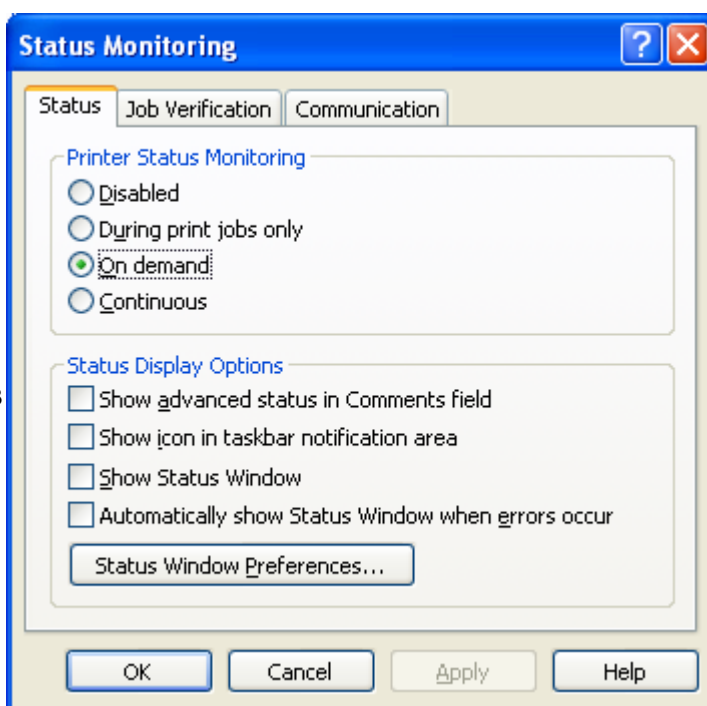 Status Monitoring
Status Job Verification Communication
Printer Status Monitoring
Disabled
During print jobs only
On demand
Continuous
Status Display Options
Show advanced status in Comments field
Show icon in taskbar notification area
Show Status Window
Automatically show Status Window when errors occur
Status Window Preferences...
OK Cancel Apply Help